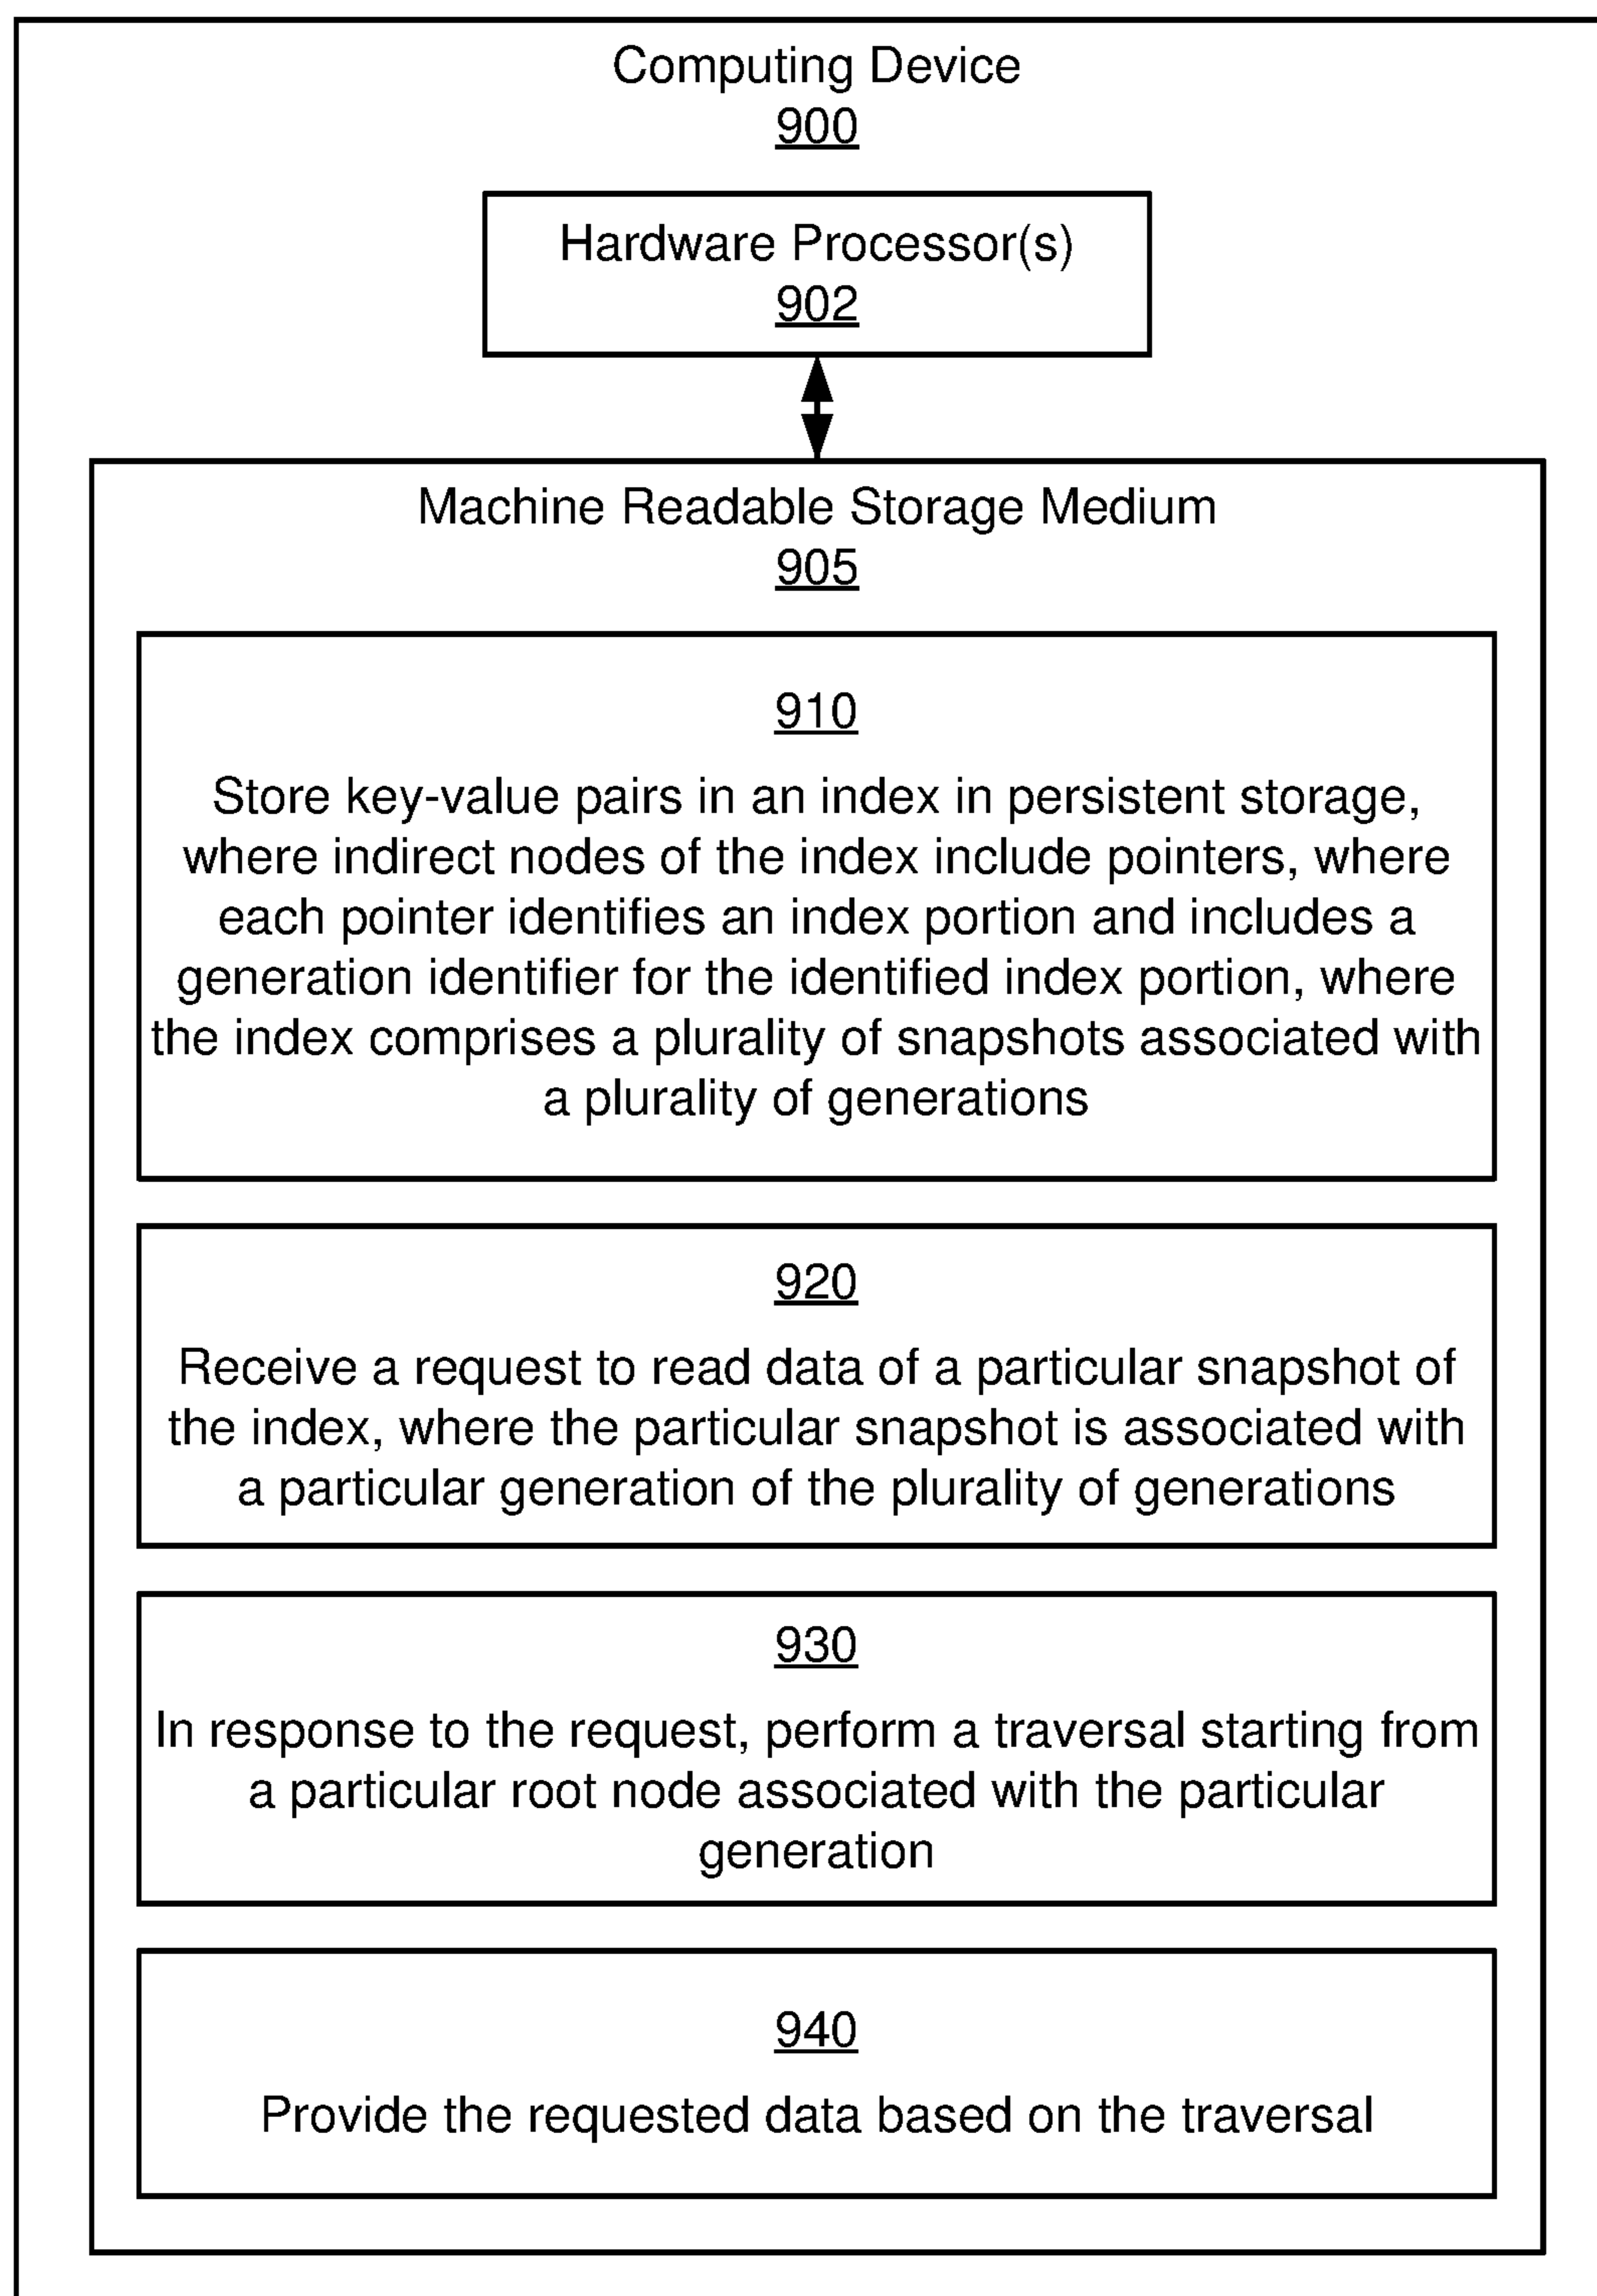 Computing Device
900
Hardware Processor(s)
902
Machine Readable Storage Medium
905
910
Store key-value pairs in an index in persistent storage,
where indirect nodes of the index include pointers, where
each pointer identifies an index portion and includes a
generation identifier for the identified index portion, where
the index comprises a plurality of snapshots associated with
a plurality of generations
920
Receive a request to read data of a particular snapshot of
the index, where the particular snapshot is associated with
a particular generation of the plurality of generations
930
In response to the request, perform a traversal starting from
a particular root node associated with the particular
generation
940
Provide the requested data based on the traversal